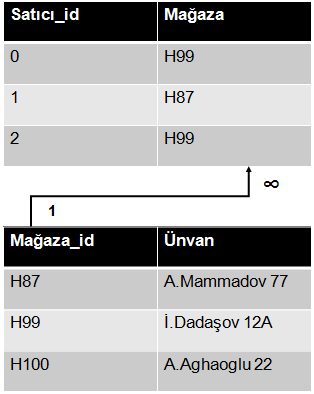 Satıcı_id Mağaza
0 H99
1 H87
2 H99
∞
1
Mağaza_id Ünvan
H87 A.Mammadov 77
H99 İ.Dadaşov 12A
H100 A.Aghaoglu 22